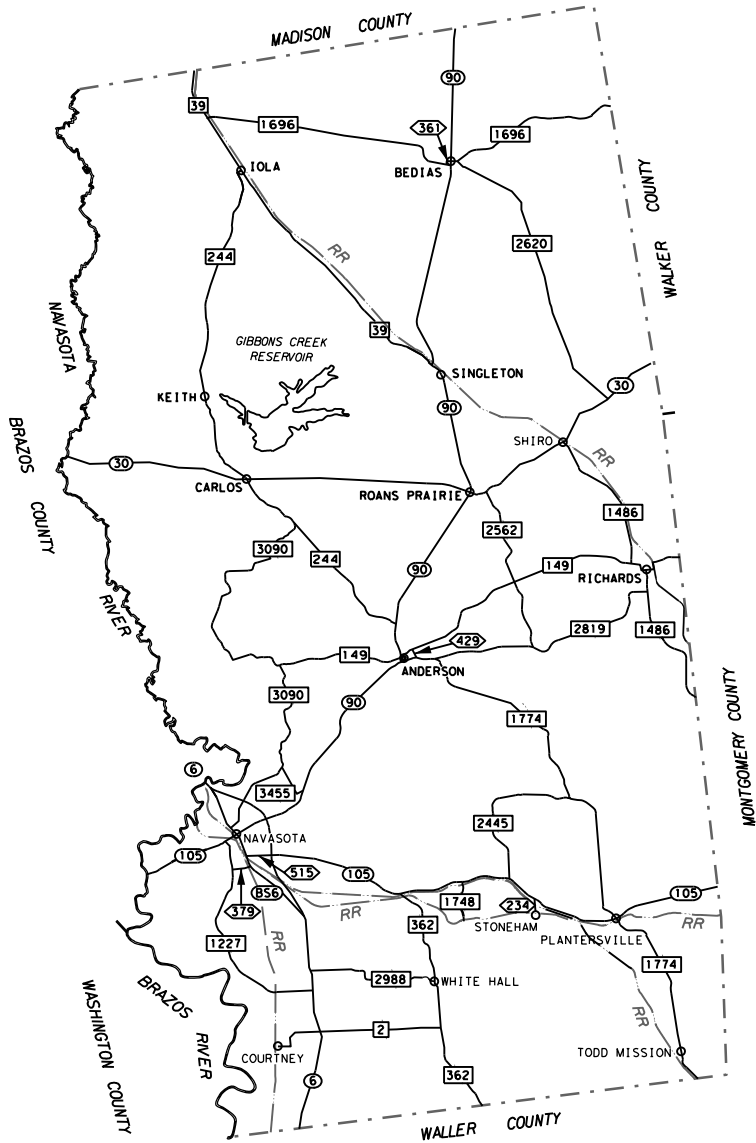 MADISON COUNTY
90
39
1696
361
1696
IOLA
BEDIAS
WALKER COUNTY
244
RR
2620
NAVASOTA
GIBBONS CREEK
RESERVOIR
39
SINGLETON
30
KEITH
90
BRAZOS COUNTY
SHIRO
RR
30
CARLOS
ROANS PRAIRIE
1486
2562
3090
244
90
149
RICHARDS
RIVER
2819
1486
429
149
ANDERSON
3090
90
1774
MONTGOMERY COUNTY
6
3455
2445
NAVASOTA
105
515
105
105
BS6
379
RR
1748
234
STONEHAM
362
PLANTERSVILLE
RR
1227
RR
1774
2988
WHITE HALL
BRAZOS
RIVER
WASHINGTON COUNTY
2
RR
COURTNEY
TODD MISSION
6
362
WALLER COUNTY